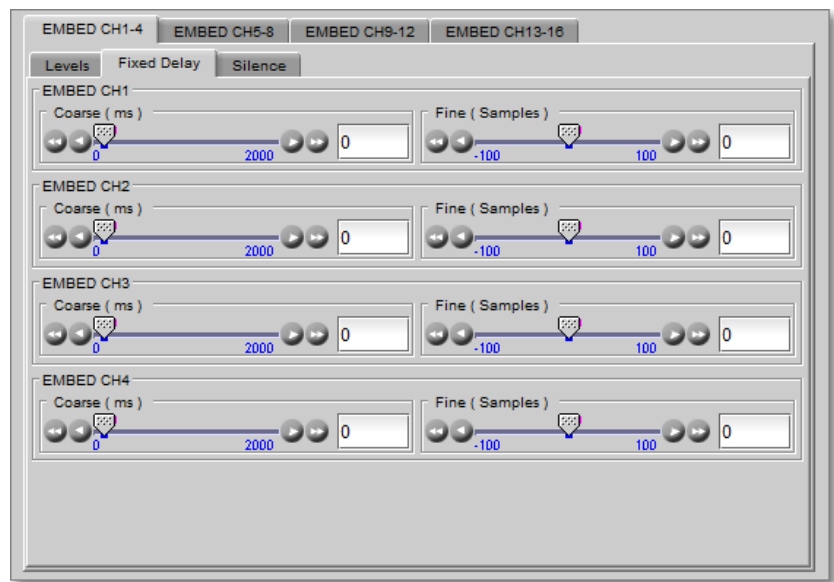 EMBED CH1-4 EMBED CH5-8 EMBED CH9-12 EMBED CH13-16
Levels Fixed Delay Silence
EMBED CH1
Coarse ( ms ) Fine ( Samples )
0 0
0 2000 -100 100
EMBED CH2
Coarse ( ms ) Fine ( Samples )
0 0
0 2000 -100 100
EMBED CH3
Coarse ( ms ) Fine ( Samples )
0 0
0 2000 -100 100
EMBED CH4
Coarse ( ms ) Fine ( Samples )
0 0
0 2000 -100 100